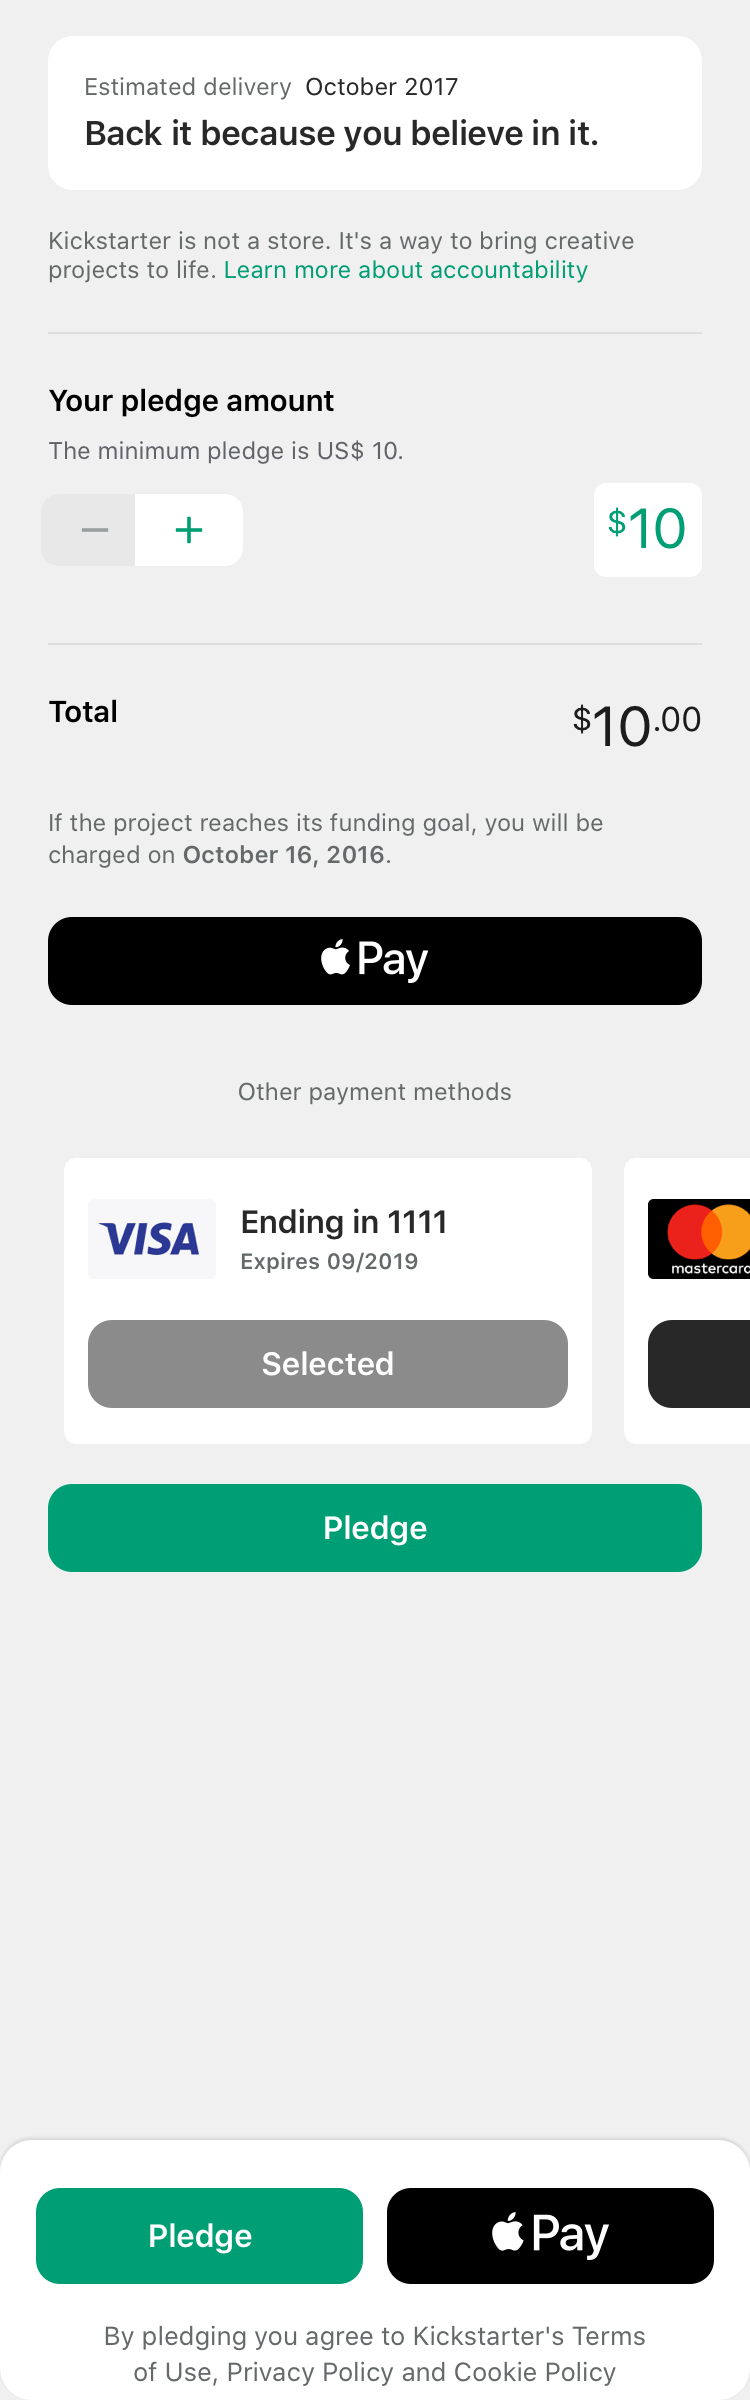 Estimated delivery October 2017
Back it because you believe in it.
Kickstarter is not a store. It's a way to bring creative
projects to life. Learn more about accountability
Your pledge amount
The minimum pledge is US$ 10.
− + $10
Total $10.00
If the project reaches its funding goal, you will be
charged on October 16, 2016.
Pay
Other payment methods
VISA
Ending in 1111
Expires 09/2019
Selected
mastercard
Pledge
Pledge
Pay
By pledging you agree to Kickstarter's Terms
of Use, Privacy Policy and Cookie Policy